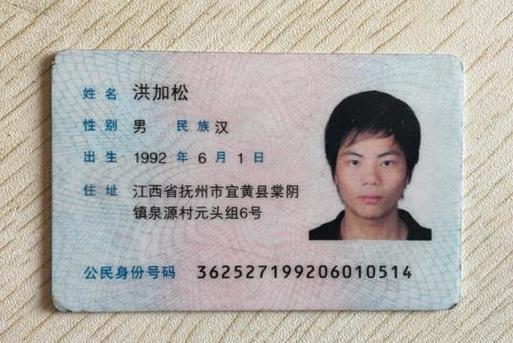 姓名 洪加松
性别 男 民族 汉
出生 1992 年 6 月 1 日
住址 江西省抚州市宜黄县棠阴
镇泉源村元头组6号
公民身份号码 362527199206010514